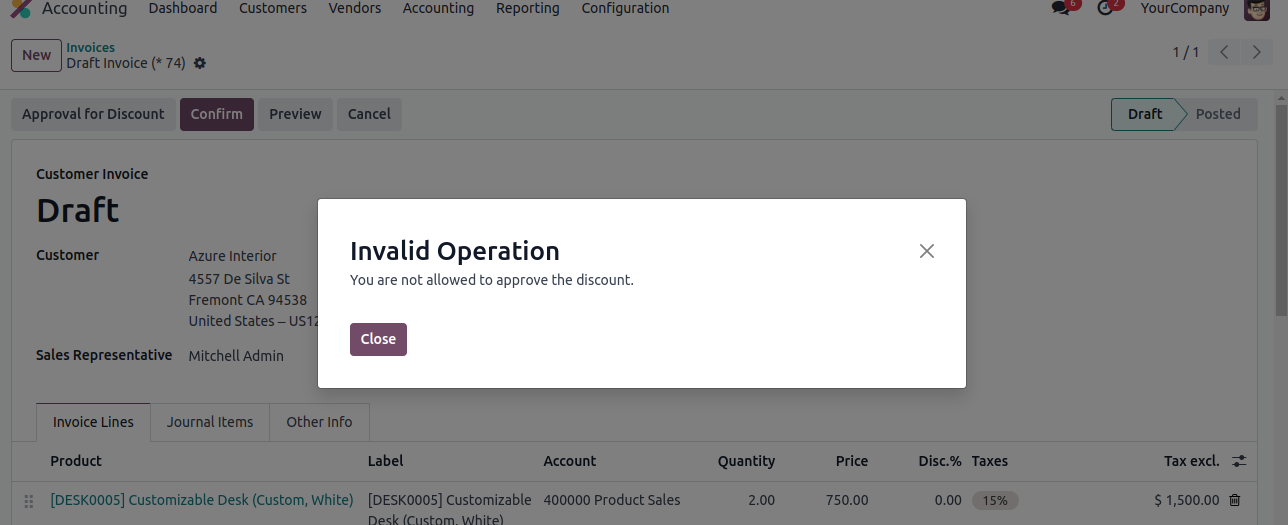 Accounting Dashboard Customers Vendors Accounting Reporting Configuration 6 2 YourCompany
New Invoices
Draft Invoice (* 74)
1 / 1
Approval for Discount Confirm Preview Cancel Draft Posted
Customer Invoice
Draft
Invalid Operation
You are not allowed to approve the discount.
Close
Customer Azure Interior
4557 De Silva St
Fremont CA 94538
United States – US12
Sales Representative Mitchell Admin
Invoice Lines Journal Items Other Info
Product Label Account Quantity Price Disc.% Taxes Tax excl.
[DESK0005] Customizable Desk (Custom, White) [DESK0005] Customizable 400000 Product Sales 2.00 750.00 0.00 15% $ 1,500.00
Desk (Custom, White)